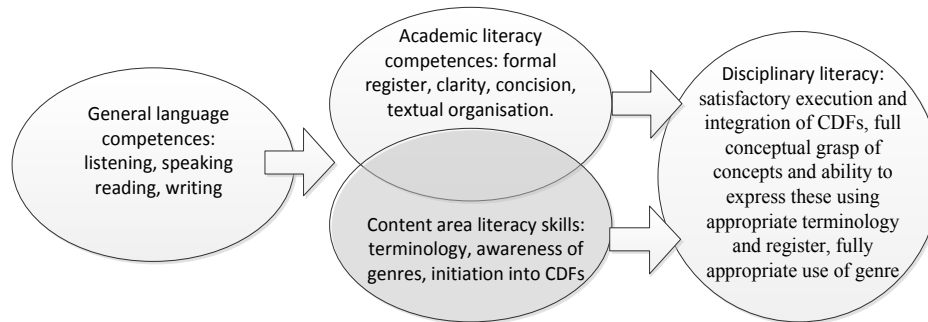 General language
competences:
listening, speaking
reading, writing
Academic literacy
competences: formal
register, clarity, concision,
textual organisation.
Content area literacy skills:
terminology, awareness of
genres, initiation into CDFs
Disciplinary literacy:
satisfactory execution and
integration of CDFs, full
conceptual grasp of
concepts and ability to
express these using
appropriate terminology
and register, fully
appropriate use of genre